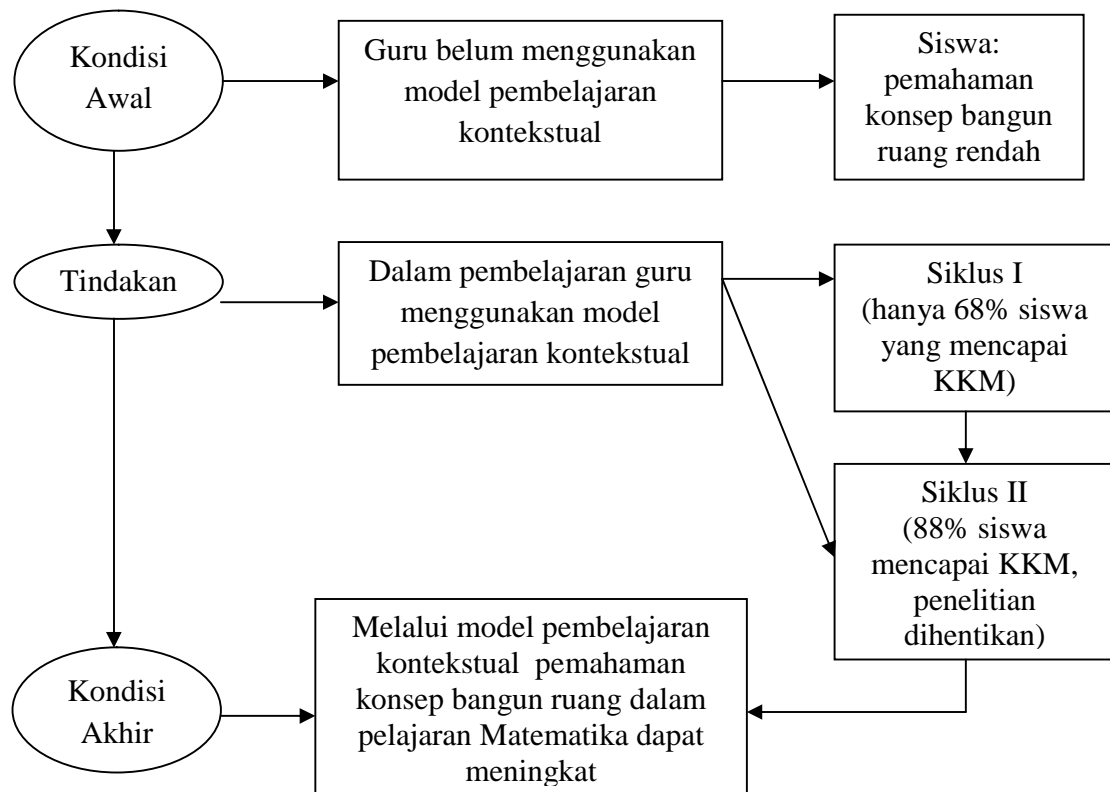 Kondisi
Awal
Guru belum menggunakan
model pembelajaran
kontekstual
Siswa:
pemahaman
konsep bangun
ruang rendah
Tindakan
Dalam pembelajaran guru
menggunakan model
pembelajaran kontekstual
Siklus I
(hanya 68% siswa
yang mencapai
KKM)
Siklus II
(88% siswa
mencapai KKM,
penelitian
dihentikan)
Kondisi
Akhir
Melalui model pembelajaran
kontekstual pemahaman
konsep bangun ruang dalam
pelajaran Matematika dapat
meningkat